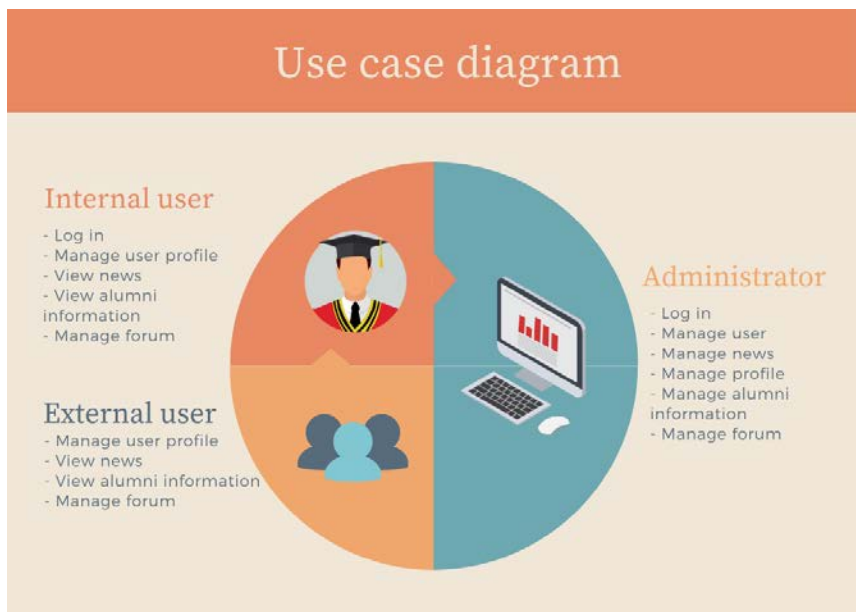 Use case diagram
Internal user
- Log in
- Manage user profile
- View news
- View alumni
information
- Manage forum
External user
- Manage user profile
- View news
- View alumni information
- Manage forum
Administrator
- Log in
- Manage user
- Manage news
- Manage profile
- Manage alumni
information
- Manage forum